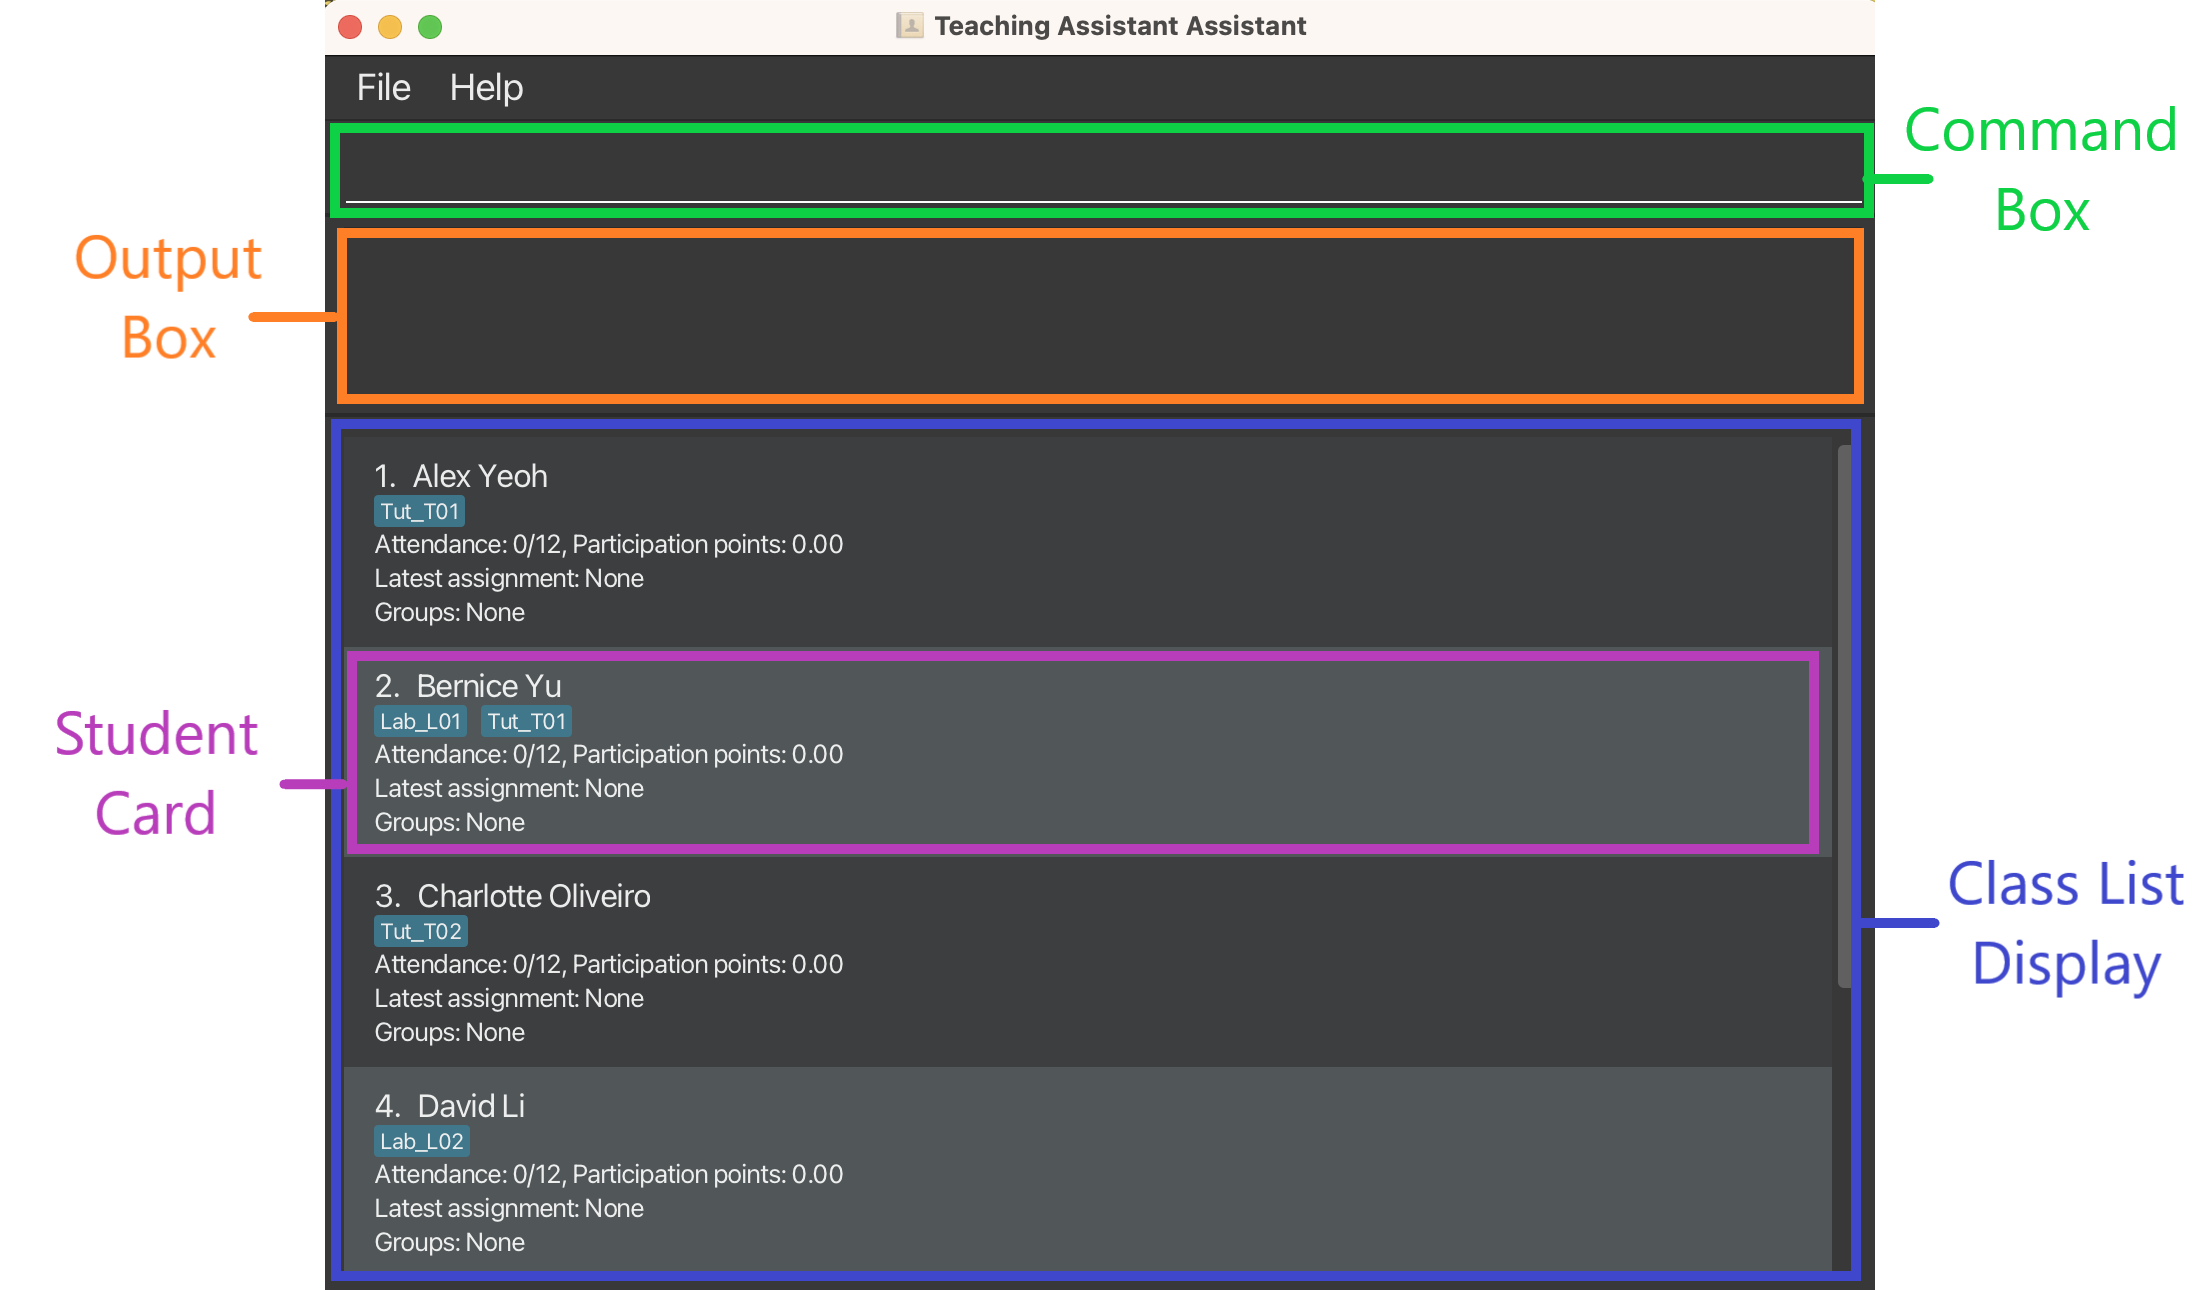 Teaching Assistant Assistant
File Help
Command
Box
Output
Box
1. Alex Yeoh
Tut_T01
Attendance: 0/12, Participation points: 0.00
Latest assignment: None
Groups: None
Student
Card
2. Bernice Yu
Lab_L01 Tut_T01
Attendance: 0/12, Participation points: 0.00
Latest assignment: None
Groups: None
Class List
Display
3. Charlotte Oliveiro
Tut_T02
Attendance: 0/12, Participation points: 0.00
Latest assignment: None
Groups: None
4. David Li
Lab_L02
Attendance: 0/12, Participation points: 0.00
Latest assignment: None
Groups: None